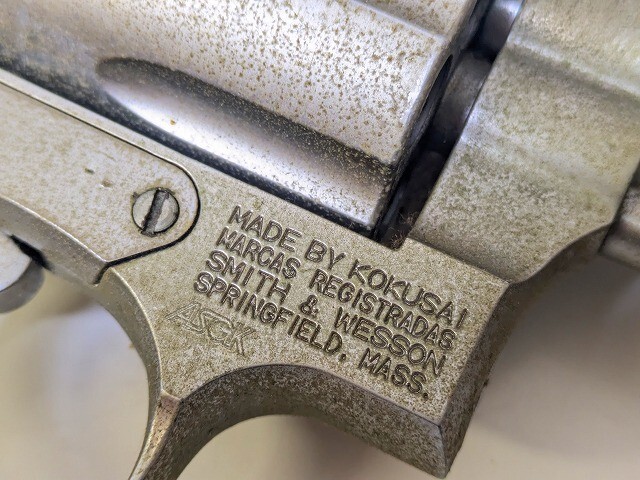 MADE BY KOKUSAI
MARCAS REGISTRADAS
SMITH & WESSON
SPRINGFIELD. MASS.
ASGK